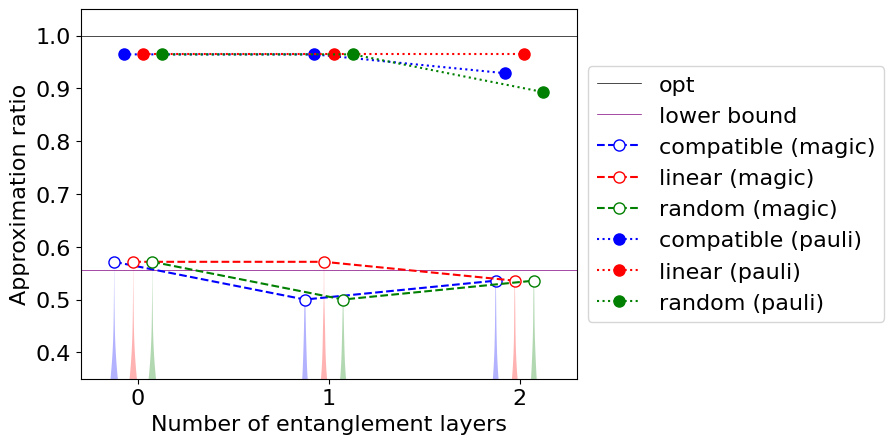 Approximation ratio
1.0
0.9
0.8
0.7
0.6
0.5
0.4
0
1
2
Number of entanglement layers
opt
lower bound
compatible (magic)
linear (magic)
random (magic)
compatible (pauli)
linear (pauli)
random (pauli)